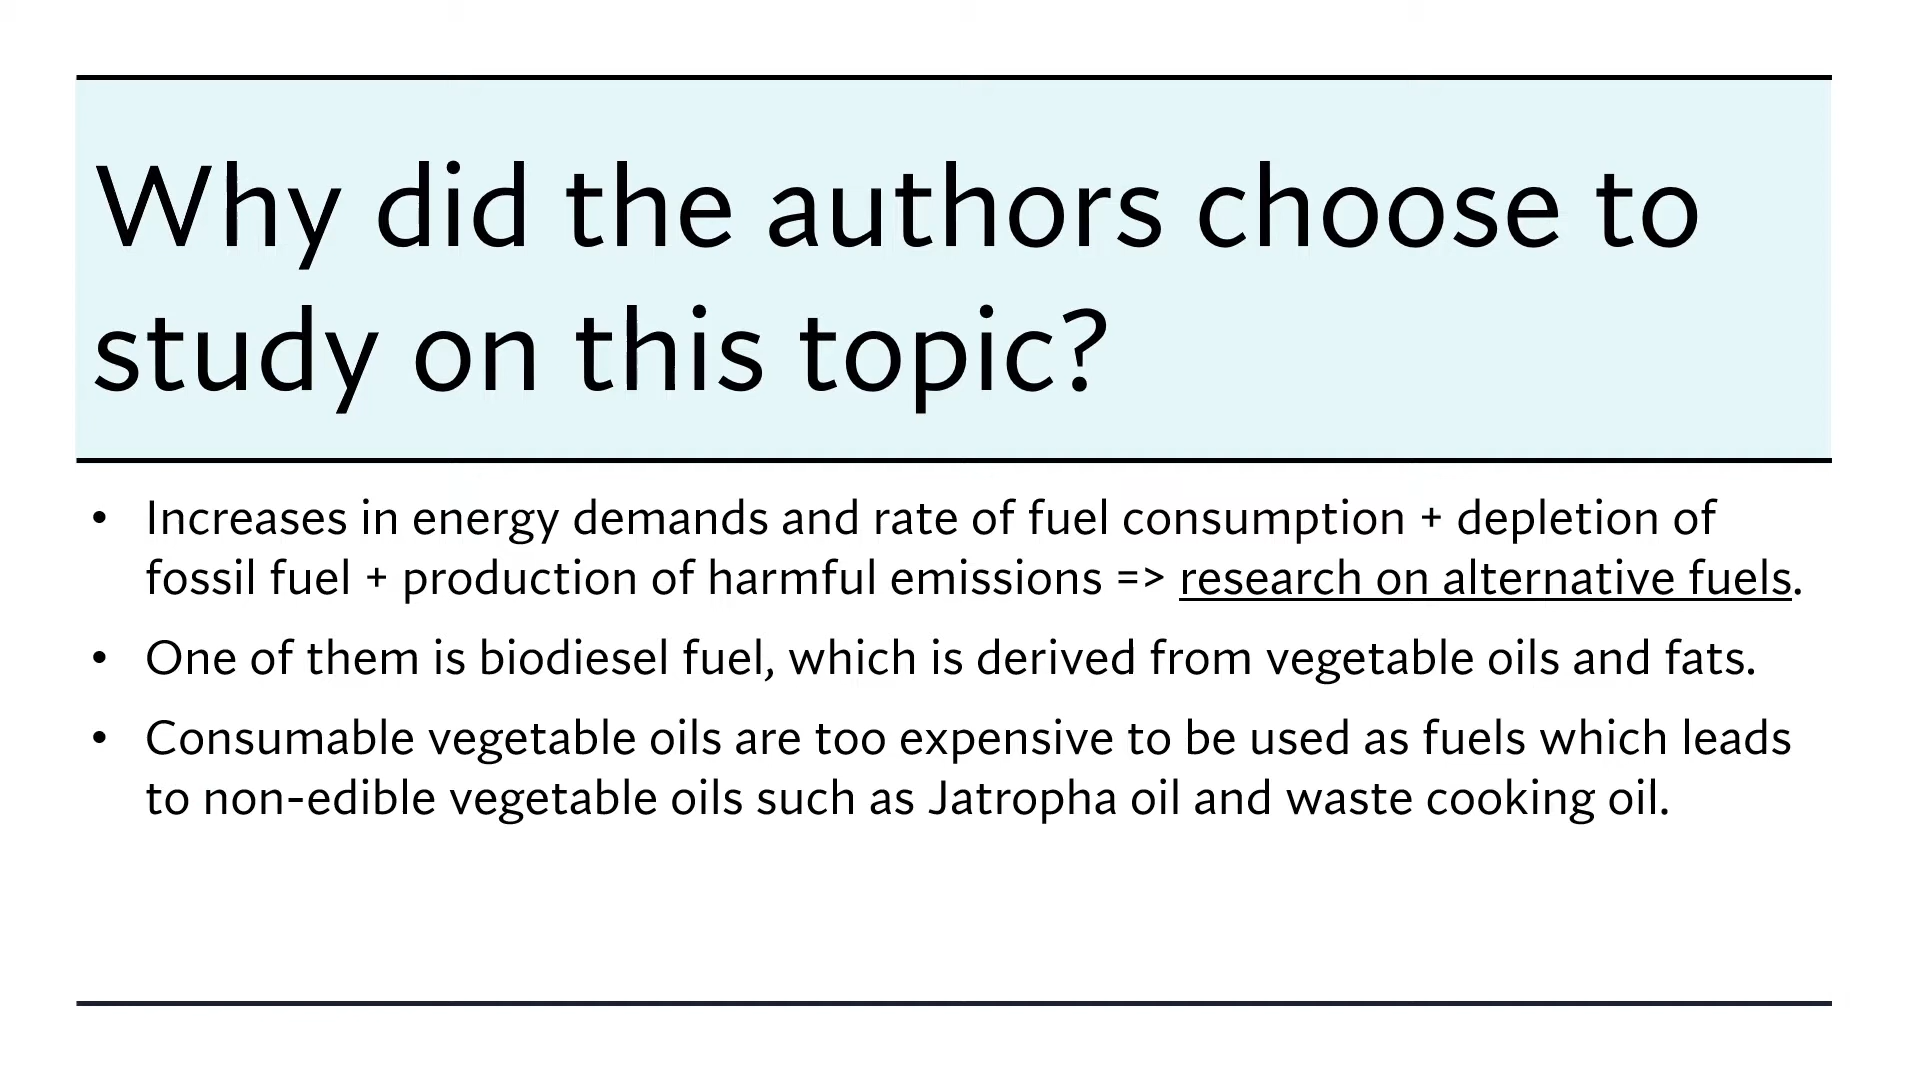 Why did the authors choose to
study on this topic?
• Increases in energy demands and rate of fuel consumption + depletion of
fossil fuel + production of harmful emissions => research on alternative fuels.
• One of them is biodiesel fuel, which is derived from vegetable oils and fats.
• Consumable vegetable oils are too expensive to be used as fuels which leads
to non-edible vegetable oils such as Jatropha oil and waste cooking oil.